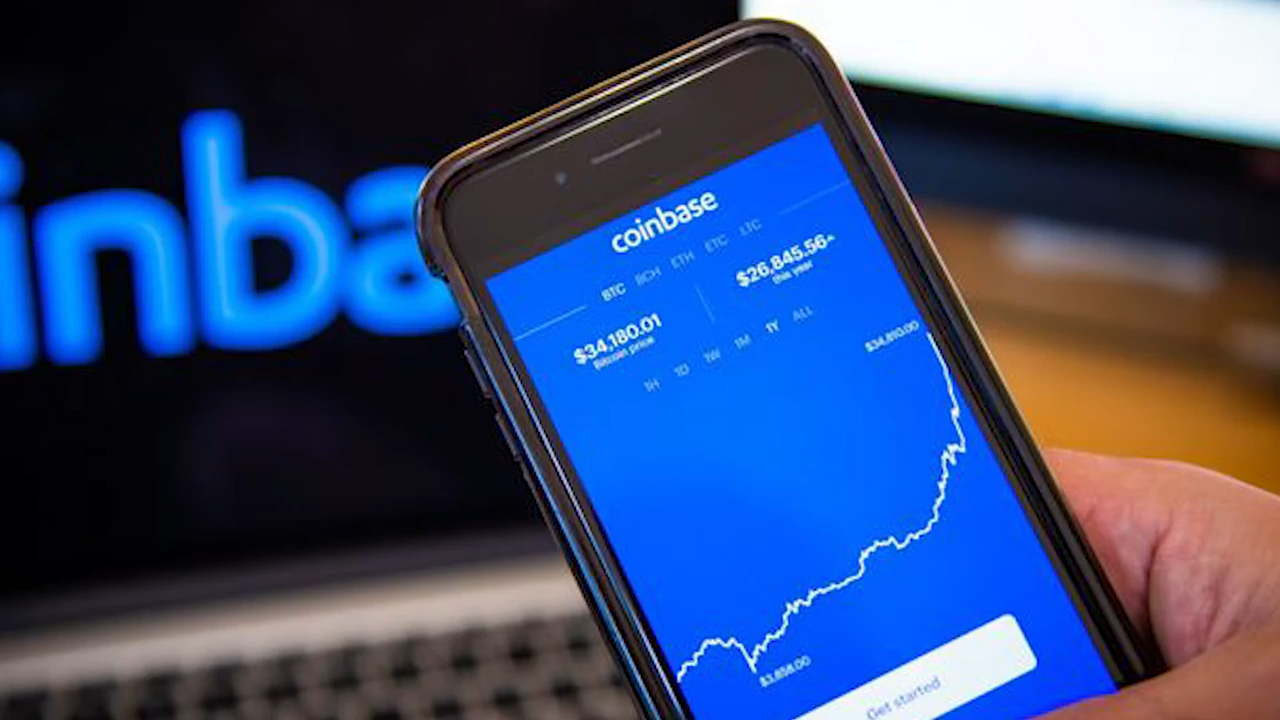 inba
coinbase
BTC BCH ETH ETC LTC
$34,180.01
Bitcoin price
$26,845.56
this year
1H 1D 1W 1M 1Y ALL
$34,810.00
$3,858.00
Get started